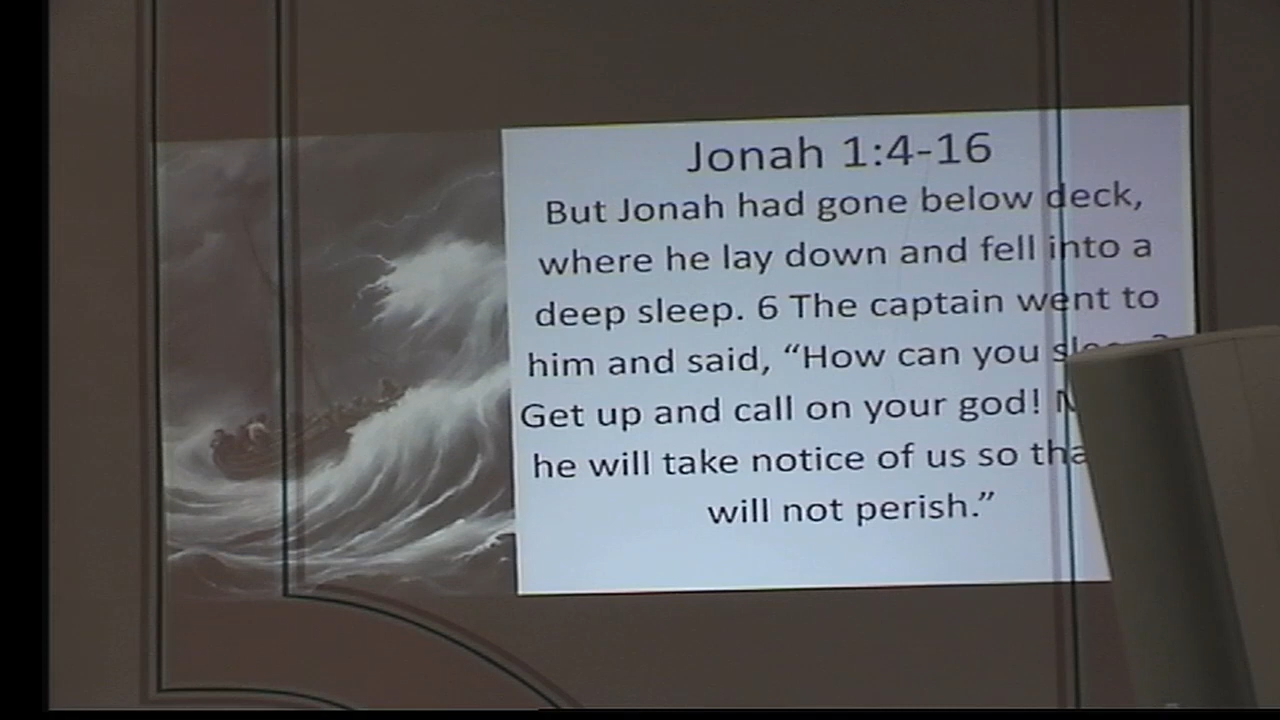 Jonah 1:4-16
But Jonah had gone below deck,
where he lay down and fell into a
deep sleep. 6 The captain went to
him and said, “How can you
Get up and call on your god!
he will take notice of us so
will not perish.”